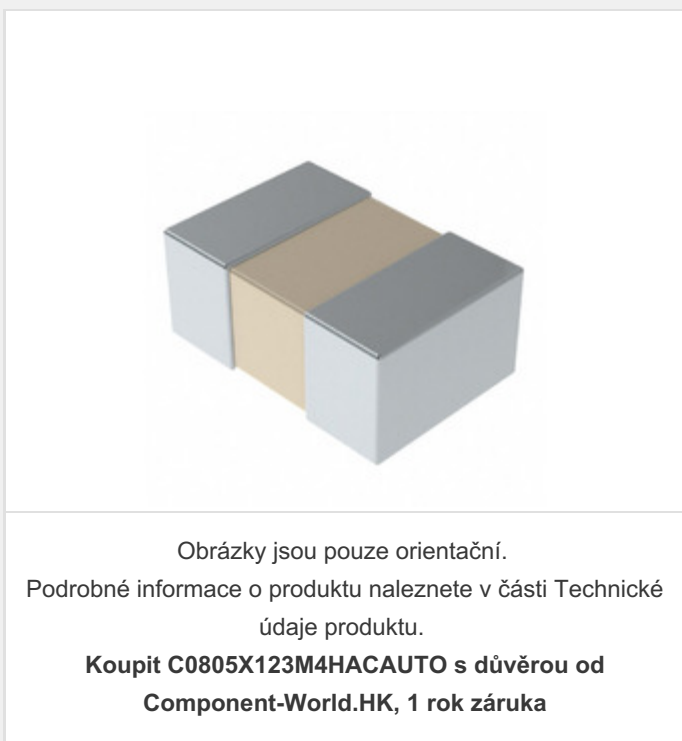 Obrázky jsou pouze orientační.
Podrobné informace o produktu naleznete v části Technické
údaje produktu.
Koupit C0805X123M4HACAUTO s důvěrou od
Component-World.HK, 1 rok záruka